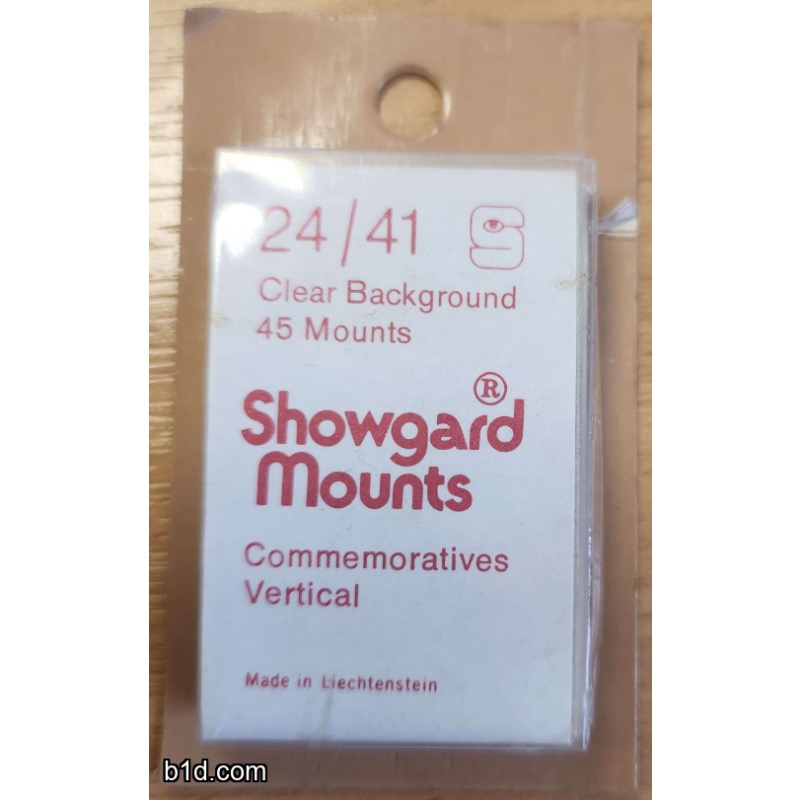 24/41 S
Clear Background
45 Mounts
Showgard®
Mounts
Commemoratives
Vertical
Made in Liechtenstein
b1d.com